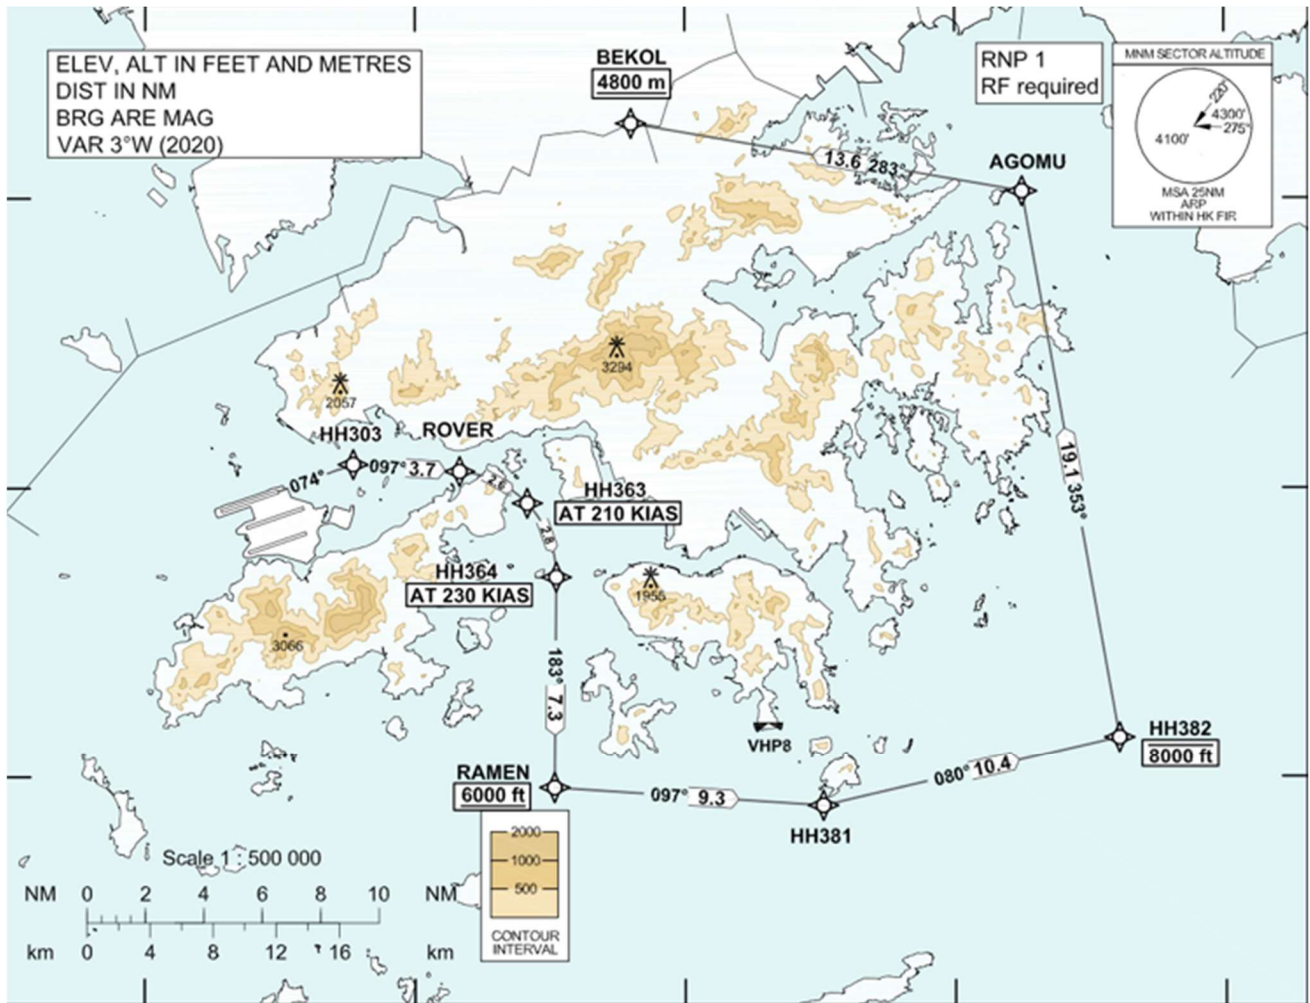 ELEV, ALT IN FEET AND METRES
DIST IN NM
BRG ARE MAG
VAR 3°W (2020)
BEKOL
4800 m
RNP 1
RF required
MNM SECTOR ALTITUDE
220°
4300'
275°
4100'
MSA 25NM
ARP
WITHIN HK FIR
13.6 283°
AGOMU
3294
2057
HH303
ROVER
074°
097° 3.7
2.6
HH363
AT 210 KIAS
2.8
19.1 353°
HH364
AT 230 KIAS
1955
3066
183° 7.3
VHP8
HH382
8000 ft
RAMEN
6000 ft
097° 9.3
080° 10.4
HH381
2000
1000
500
CONTOUR
INTERVAL
Scale 1 : 500 000
NM 0 2 4 6 8 10 NM
km 0 4 8 12 16 km